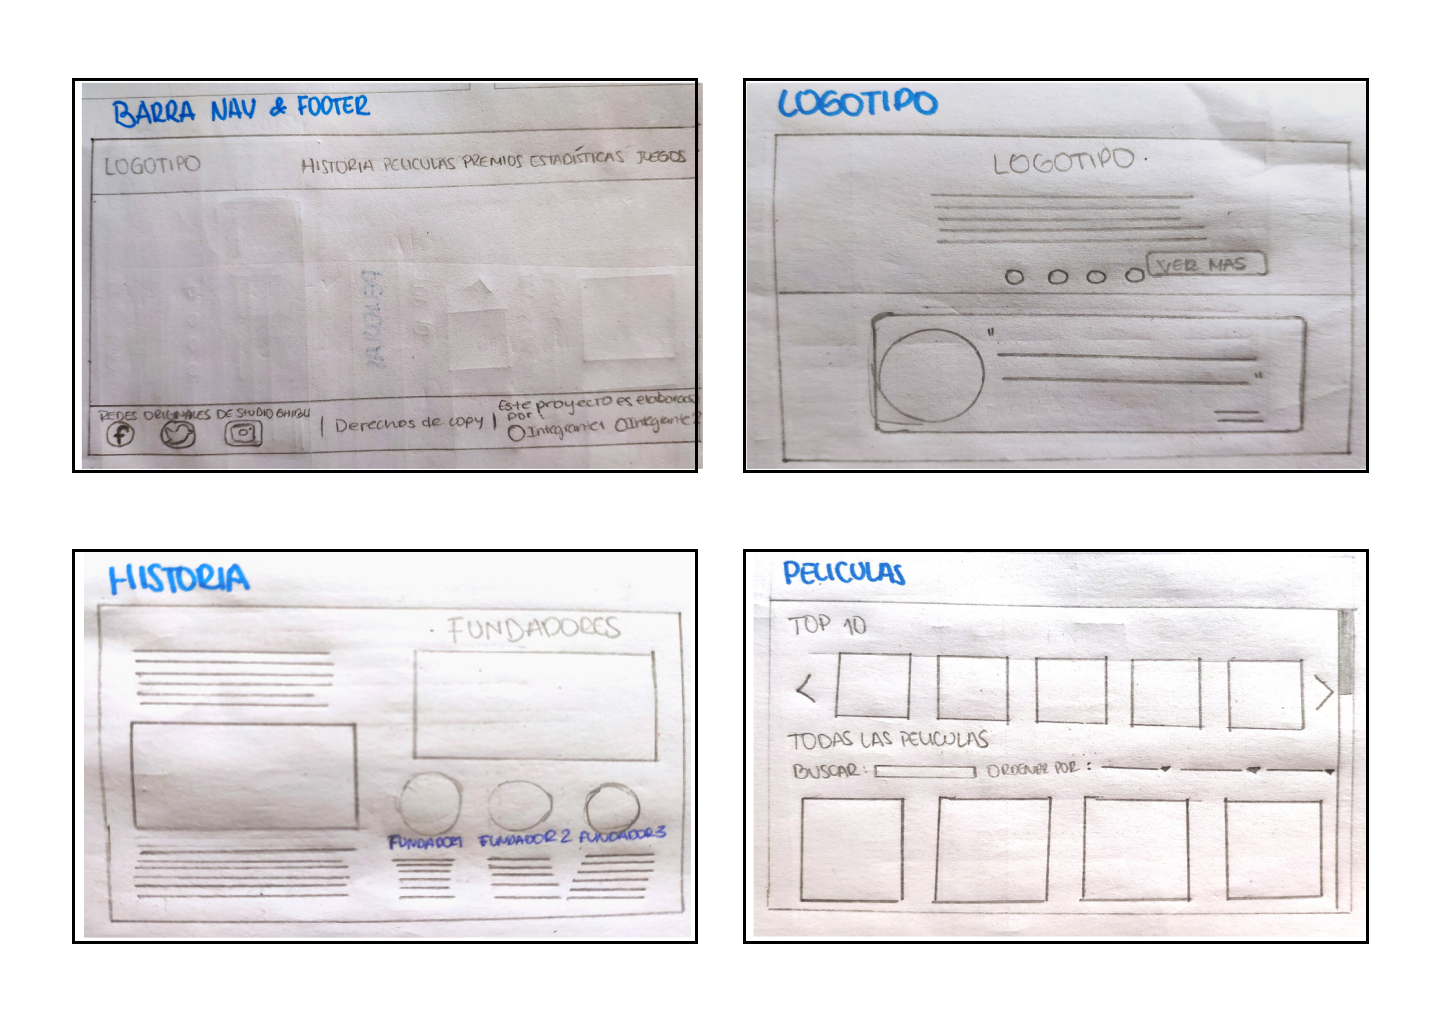 BARRA NAV & FOOTER
LOGOTIPO HISTORIA PELICULAS PREMIOS ESTADÍSTICAS JUEGOS
REDES ORIGINALES DE STUDIO GHIBLI
| Derechos de copy |
Este proyecto es elaborado
por
Integrante1 Integrante2
LOGOTIPO
LOGOTIPO.
VER MAS
"
"
HISTORIA
FUNDADORES
FUNDADOR1 FUNDADOR 2 FUNDADOR3
PELICULAS
TOP 10
< >
TODAS LAS PELICULAS
BUSCAR: ORDENAR POR :